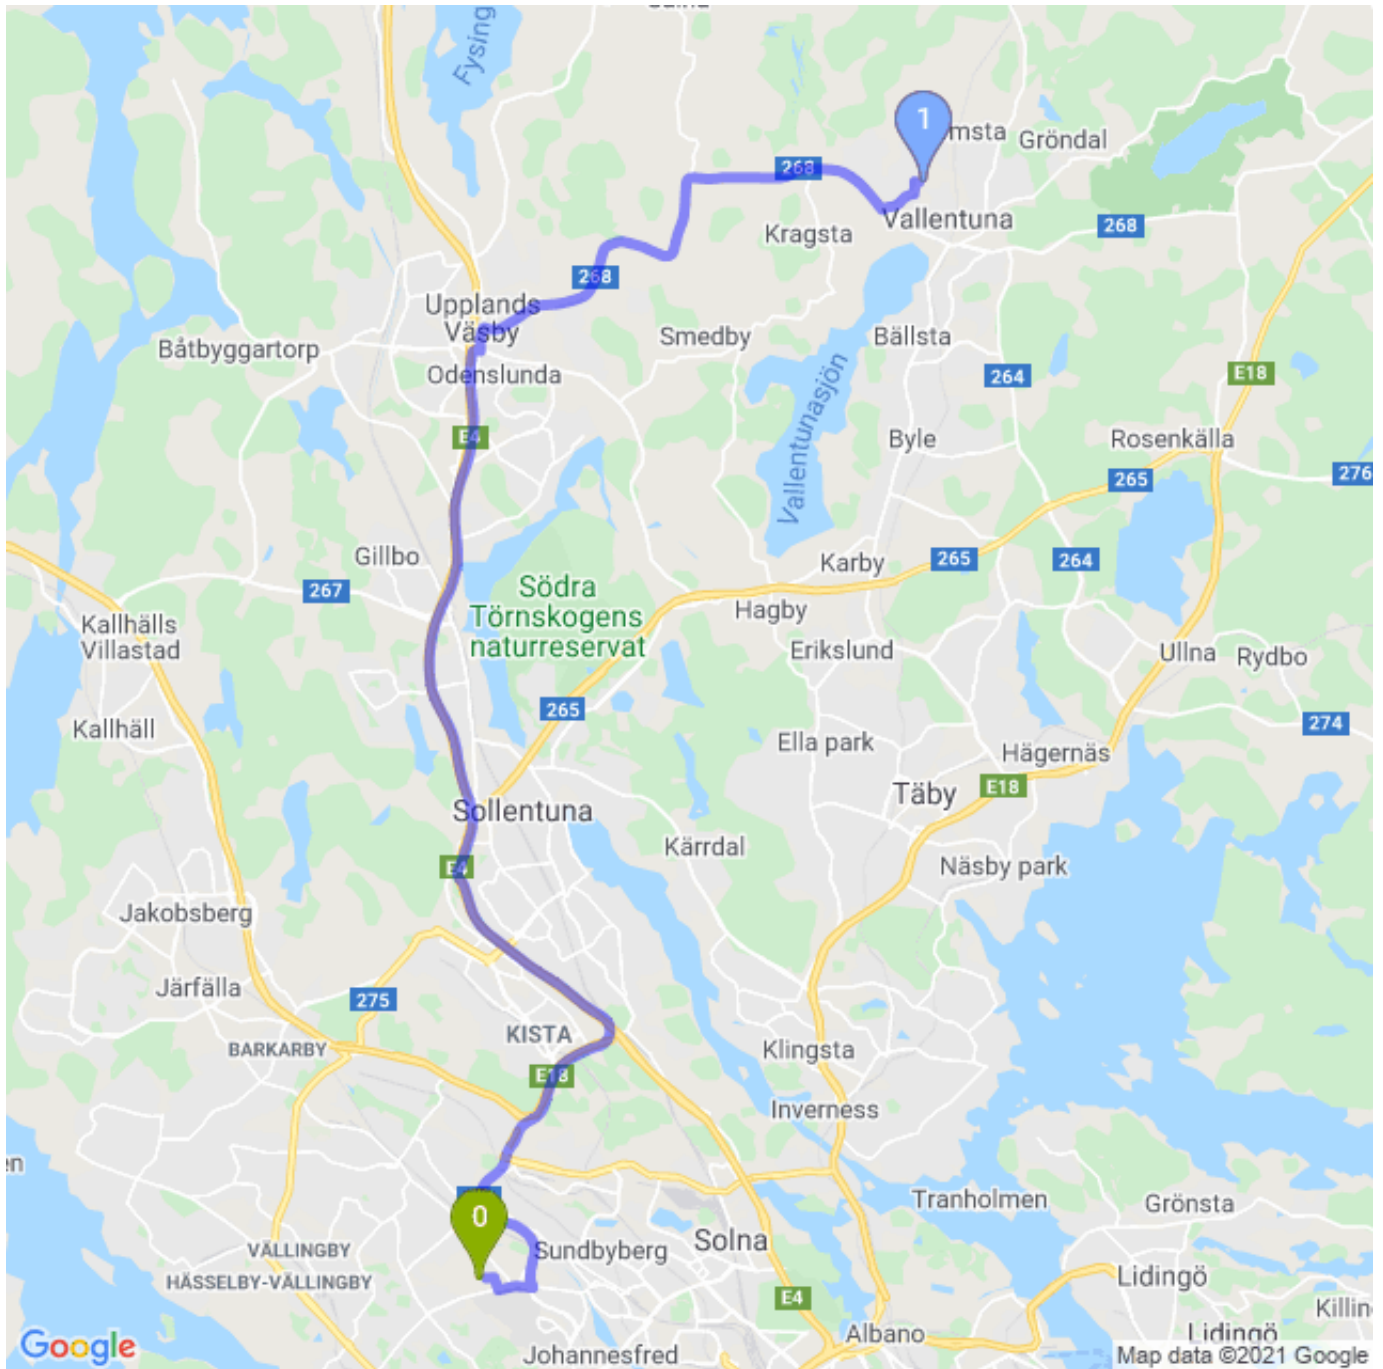 Fysing
1
msta
Gröndal
268
Vallentuna
268
Kragsta
268
Upplands
Väsby
Båtbyggartorp
Smedby
Bällsta
Odenslunda
264
E18
Vallentunasjön
E4
Byle
Rosenkälla
265
276
Gillbo
Södra
Törnskogens
naturreservat
Karby
265
264
267
Hagby
Kallhälls
Villastad
Erikslund
Ullna
Rydbo
265
Kallhäll
274
Ella park
Hägernäs
E18
Täby
Sollentuna
Kärrdal
E4
Näsby park
Jakobsberg
Järfälla
275
KISTA
BARKARBY
Klingsta
E18
Inverness
Tranholmen
Grönsta
0
Solna
VÄLLINGBY
Sundbyberg
HÄSSELBY-VÄLLINGBY
Lidingö
E4
Killin
Albano
Lidingö
Google
Johannesfred
Map data ©2021 Google